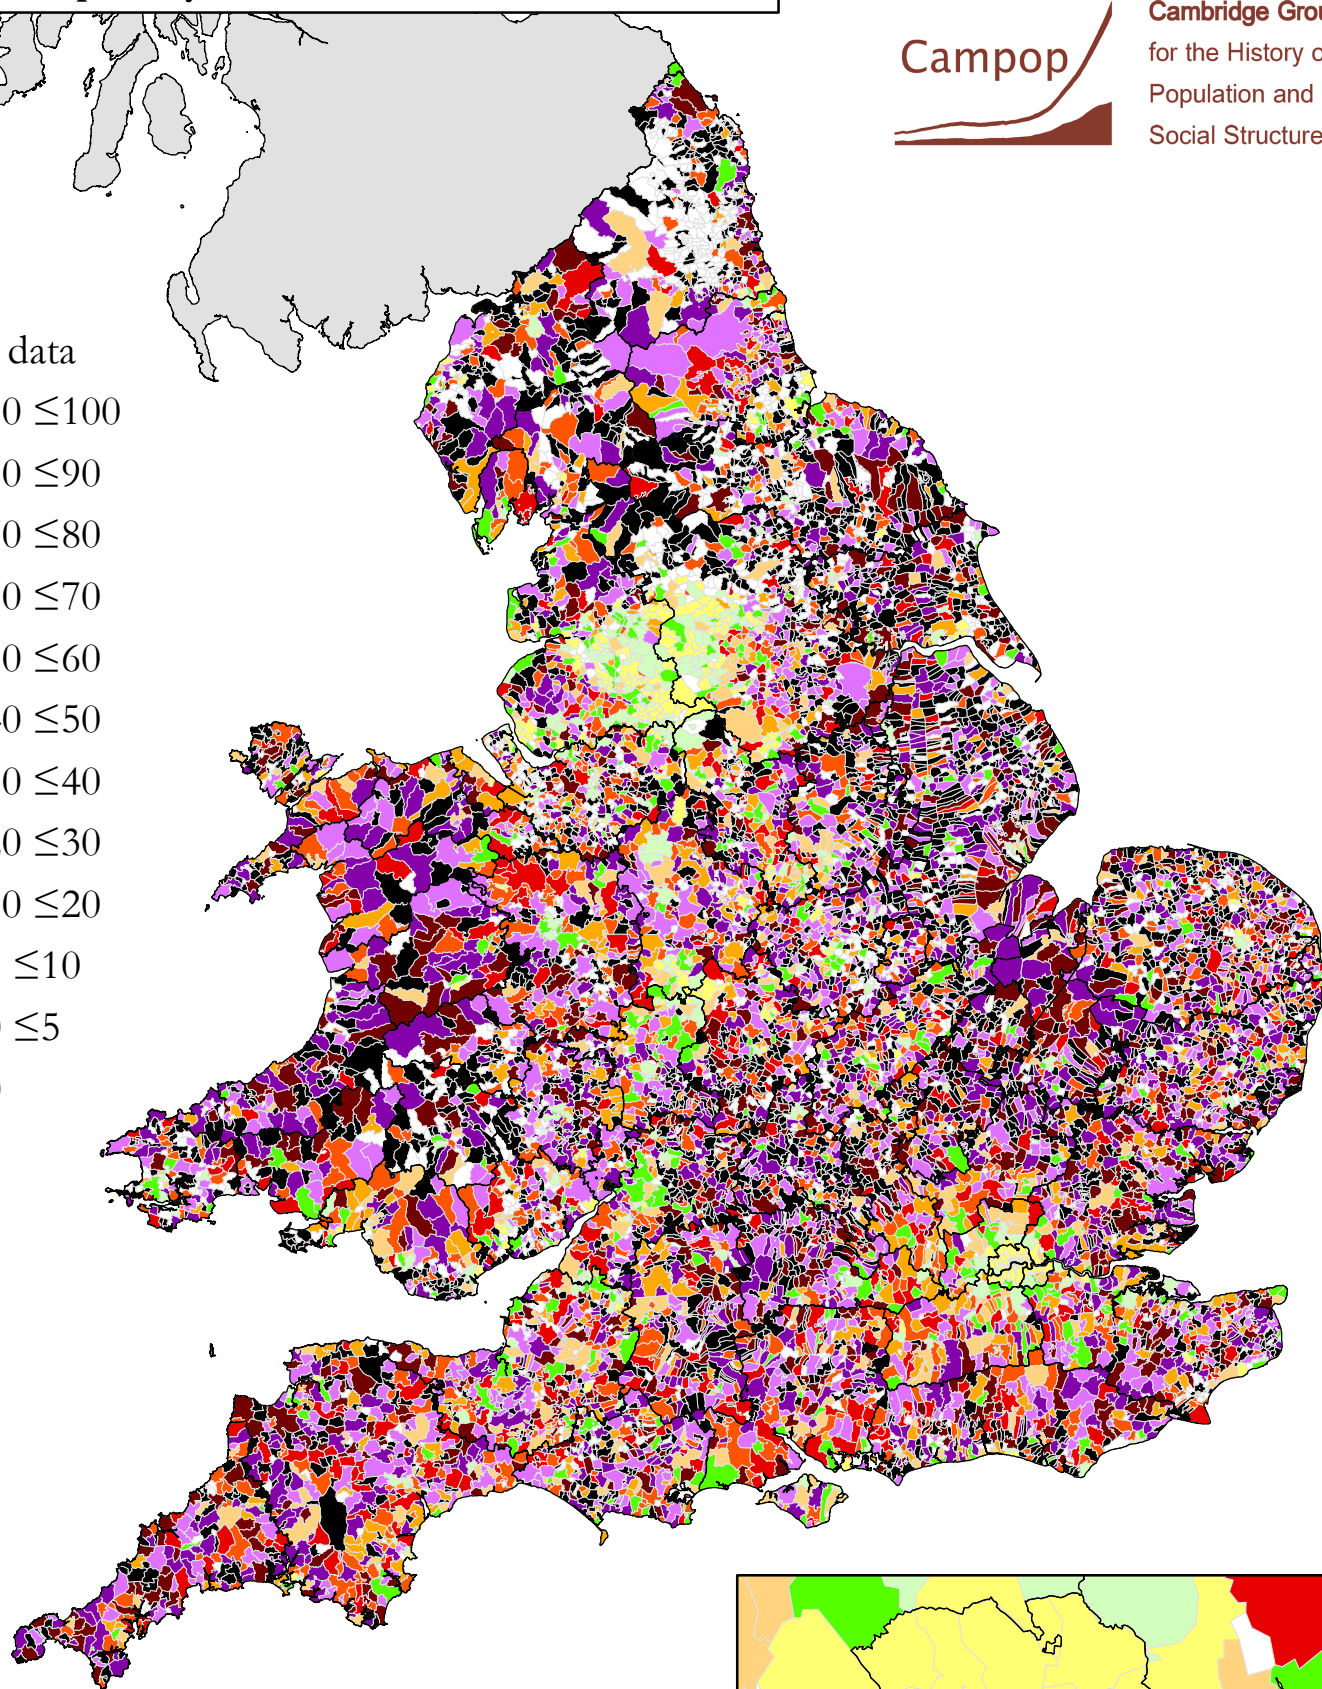 Cambridge Grou
for the History o
Population and
Social Structure
Campop
data
0 ≤100
0 ≤90
0 ≤80
0 ≤70
0 ≤60
0 ≤50
0 ≤40
0 ≤30
0 ≤20
≤10
≤5